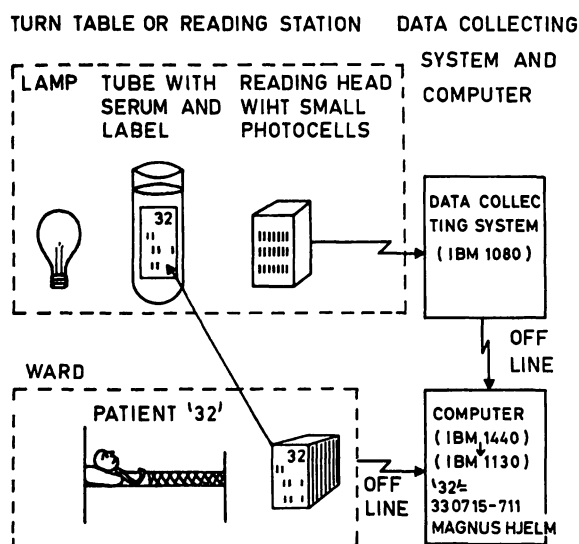 TURN TABLE OR READING STATION
DATA COLLECTING
SYSTEM AND
COMPUTER
LAMP
TUBE WITH
SERUM AND
LABEL
READING HEAD
WIHT SMALL
PHOTOCELLS
32
DATA COLLEC
TING SYSTEM
(IBM 1080)
OFF
LINE
WARD
PATIENT '32'
32
OFF
LINE
COMPUTER
(IBM 1440)
(IBM 1130)
'32'=
330715-711
MAGNUS HJELM